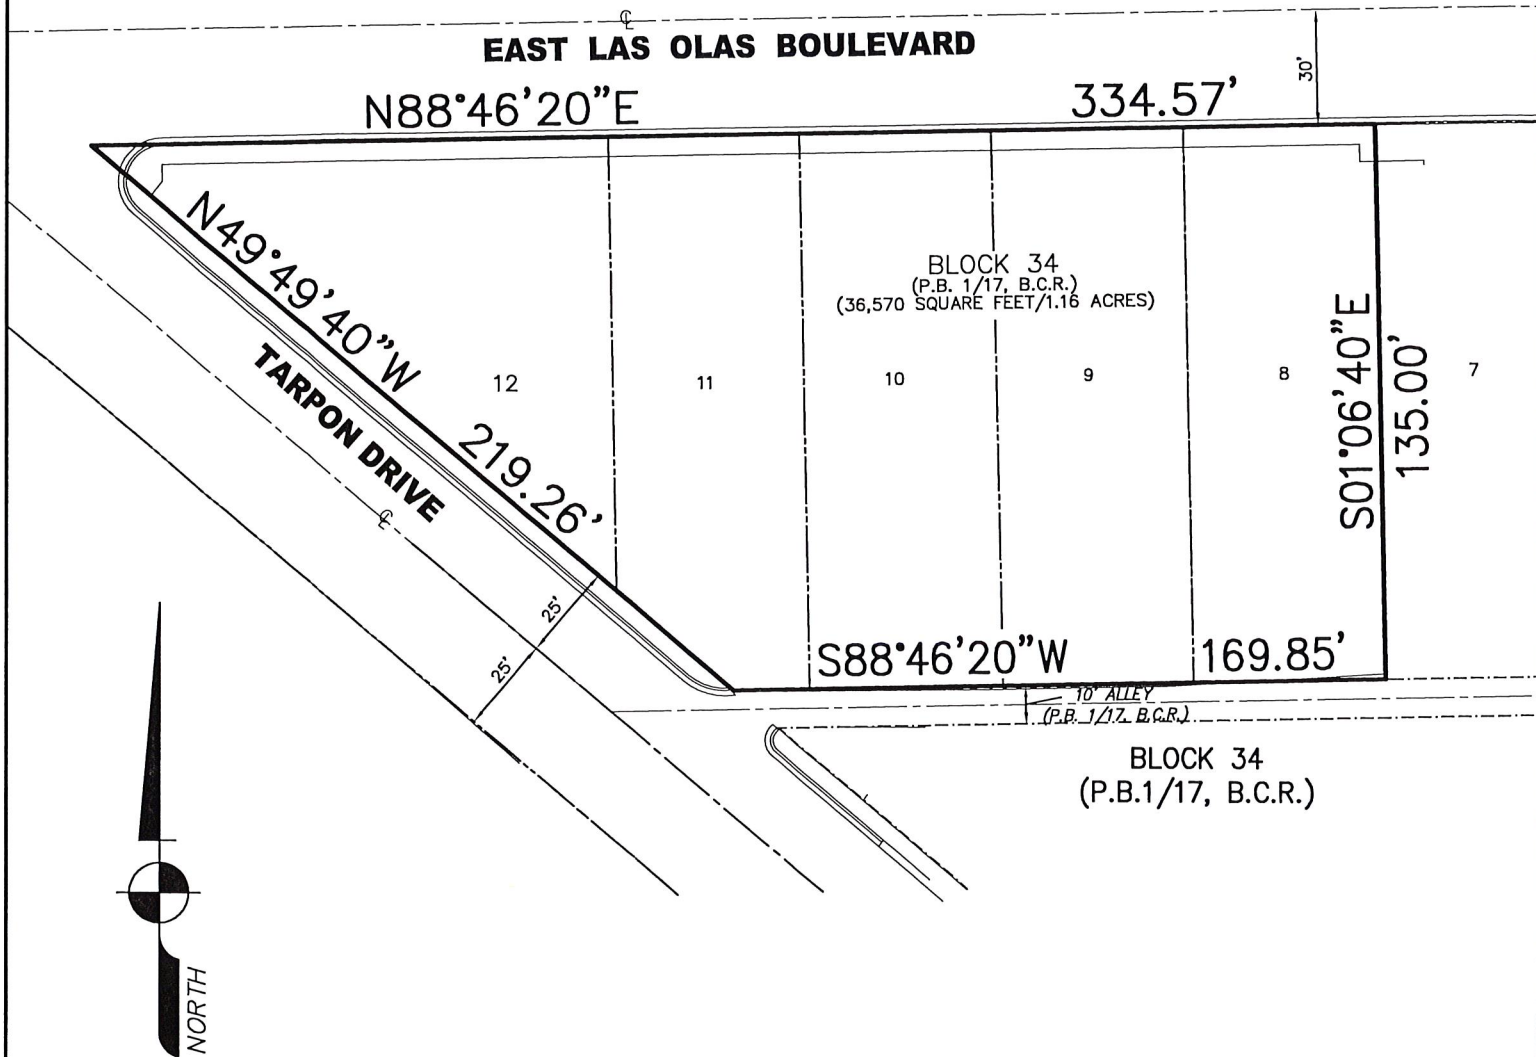 ℄
EAST LAS OLAS BOULEVARD
30'
N88°46'20"E
334.57'
N49°49'40"W
219.26'
TARPON DRIVE
℄
BLOCK 34
(P.B. 1/17, B.C.R.)
(36,570 SQUARE FEET/1.16 ACRES)
12
11
10
9
8
7
S01°06'40"E
135.00'
25'
25'
S88°46'20"W
169.85'
10' ALLEY
(P.B. 1/17, B.C.R.)
BLOCK 34
(P.B.1/17, B.C.R.)
NORTH